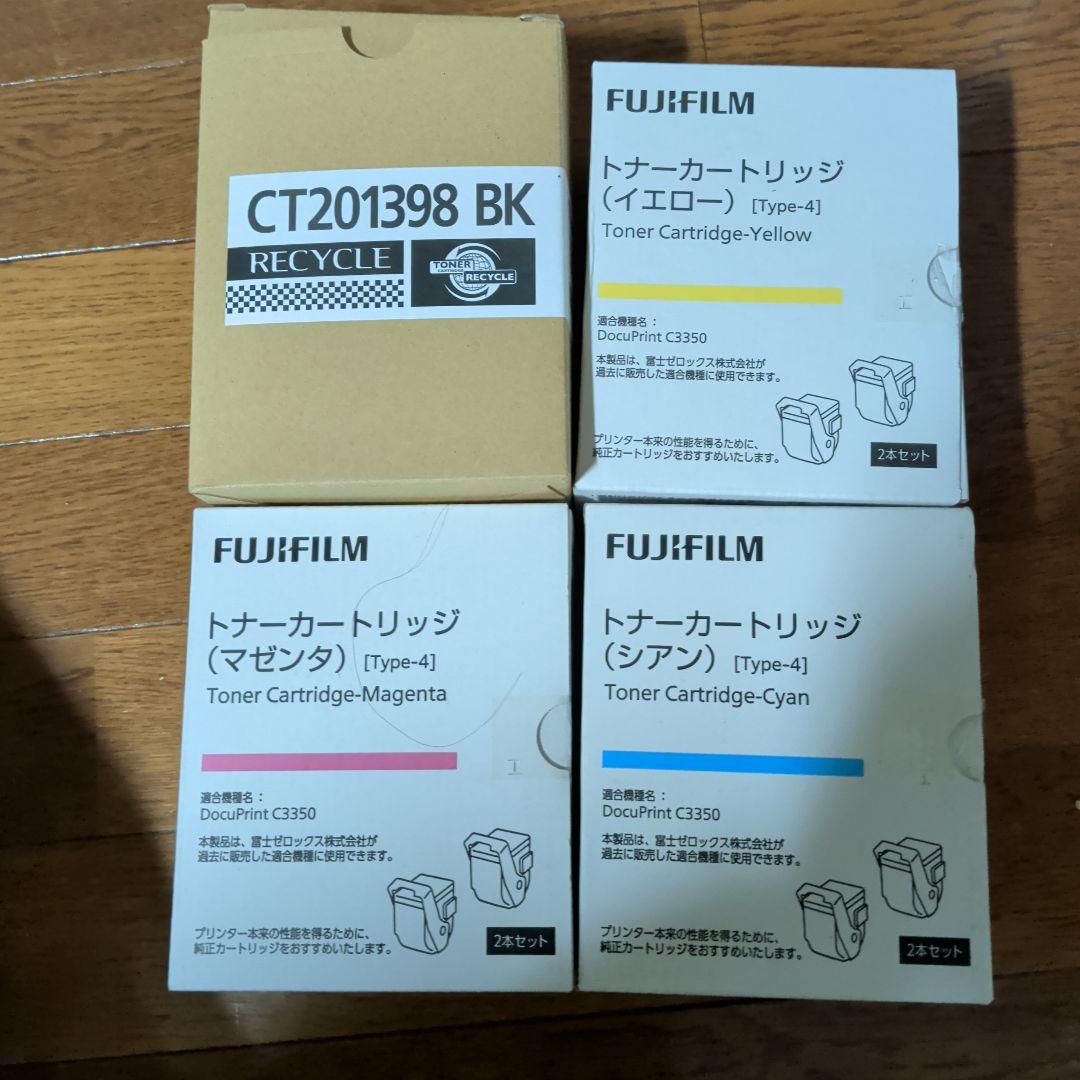 CT201398 BK
RECYCLE
TONER
CARTRIDGE
RECYCLE
FUJIFILM
トナーカートリッジ
（イエロー） [Type-4]
Toner Cartridge-Yellow
適合機種名：
DocuPrint C3350
本製品は、富士ゼロックス株式会社が
過去に販売した適合機種に使用できます。
プリンター本来の性能を得るために、
純正カートリッジをおすすめいたします。
2本セット
FUJIFILM
トナーカートリッジ
（マゼンタ） [Type-4]
Toner Cartridge-Magenta
適合機種名：
DocuPrint C3350
本製品は、富士ゼロックス株式会社が
過去に販売した適合機種に使用できます。
プリンター本来の性能を得るために、
純正カートリッジをおすすめいたします。
2本セット
FUJIFILM
トナーカートリッジ
（シアン） [Type-4]
Toner Cartridge-Cyan
適合機種名：
DocuPrint C3350
本製品は、富士ゼロックス株式会社が
過去に販売した適合機種に使用できます。
プリンター本来の性能を得るために、
純正カートリッジをおすすめいたします。
2本セット